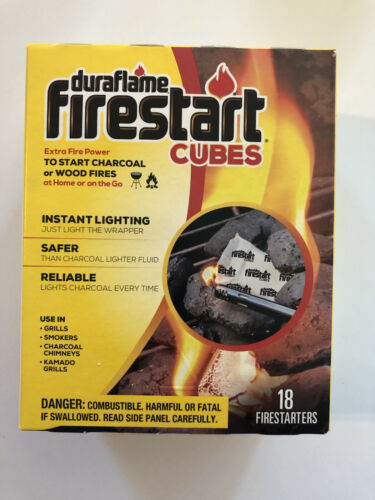 duraflame
firestart®
CUBES
Extra Fire Power
TO START CHARCOAL
or WOOD FIRES
at Home or on the Go
INSTANT LIGHTING
JUST LIGHT THE WRAPPER
SAFER
THAN CHARCOAL LIGHTER FLUID
RELIABLE
LIGHTS CHARCOAL EVERY TIME
USE IN
• GRILLS
• SMOKERS
• CHARCOAL
CHIMNEYS
• KAMADO
GRILLS
firestart
firestart
DANGER: COMBUSTIBLE. HARMFUL OR FATAL
IF SWALLOWED. READ SIDE PANEL CAREFULLY.
18
FIRESTARTERS